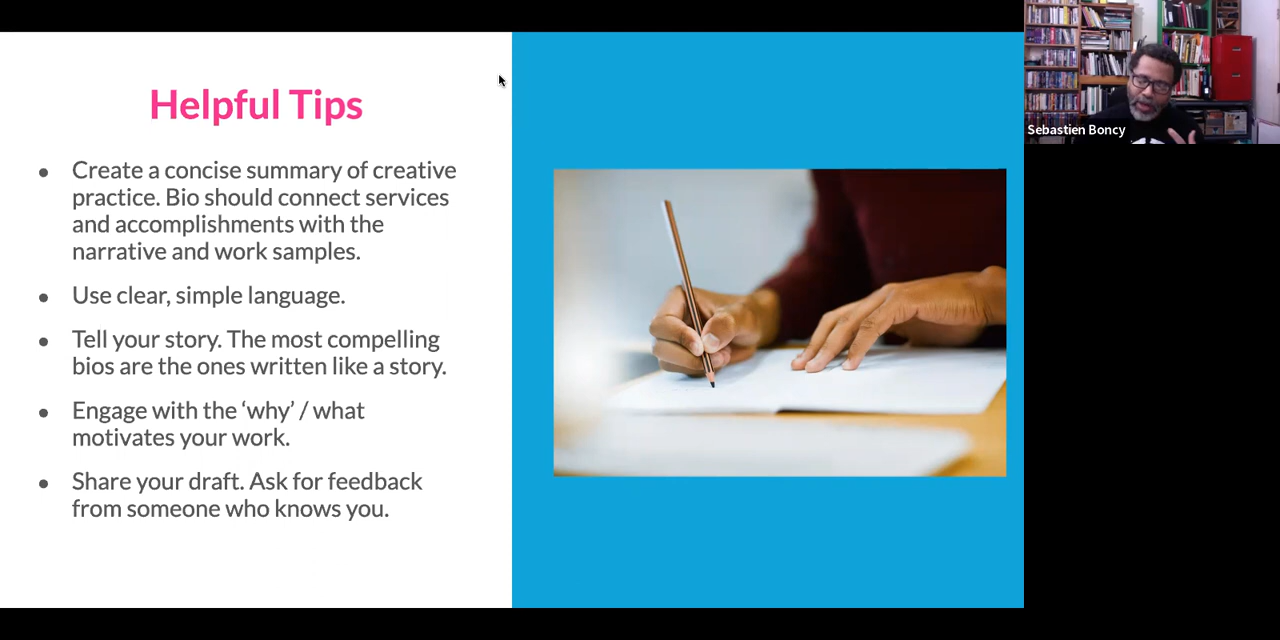 Helpful Tips
● Create a concise summary of creative
practice. Bio should connect services
and accomplishments with the
narrative and work samples.
● Use clear, simple language.
● Tell your story. The most compelling
bios are the ones written like a story.
● Engage with the ‘why’ / what
motivates your work.
● Share your draft. Ask for feedback
from someone who knows you.
Sebastien Boncy